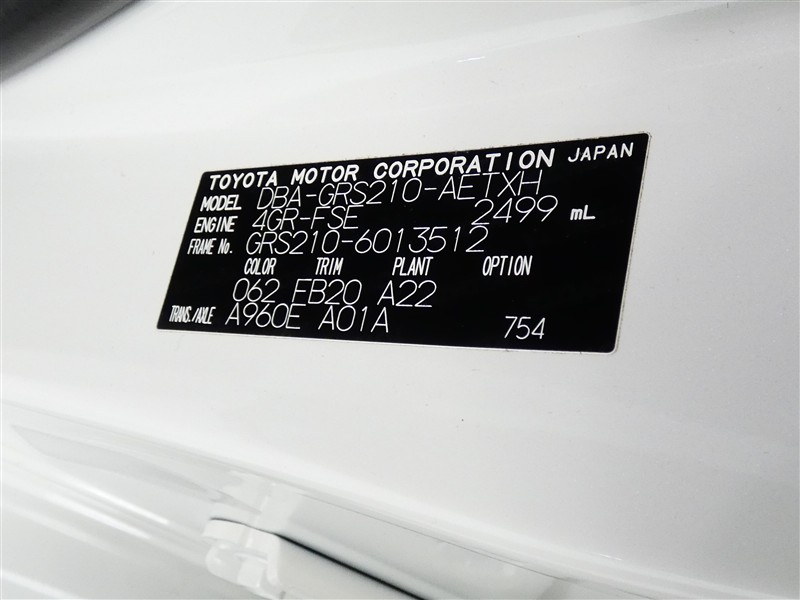 TOYOTA MOTOR CORPORATION JAPAN
MODEL DBA-GRS210-AETXH
ENGINE 4GR-FSE 2499 mL
FRAME No. GRS210-6013512
COLOR TRIM PLANT OPTION
062 EB20 A22
TRANS./AXLE A960E A01A 754